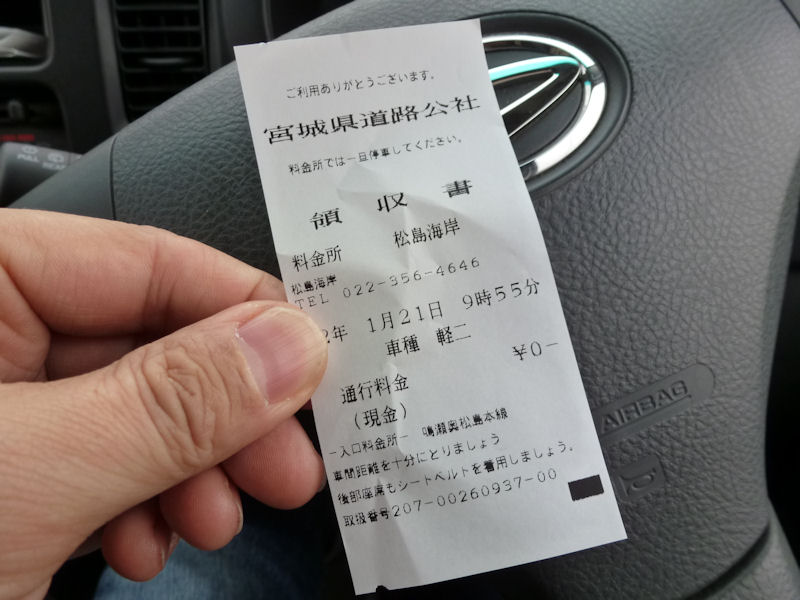 ご利用ありがとうございます。
宮城県道路公社
料金所では一旦停車してください。
領収書
料金所 松島海岸
松島海岸
TEL 022-356-4646
2年 1月21日 9時55分
車種 軽二
¥0-
通行料金
(現金)
-入口料金所- 鳴瀬奥松島本線
車間距離を十分にとりましょう
後部座席もシートベルトを着用しましょう。
取扱番号207-00260937-00
AIRBAG
PULL